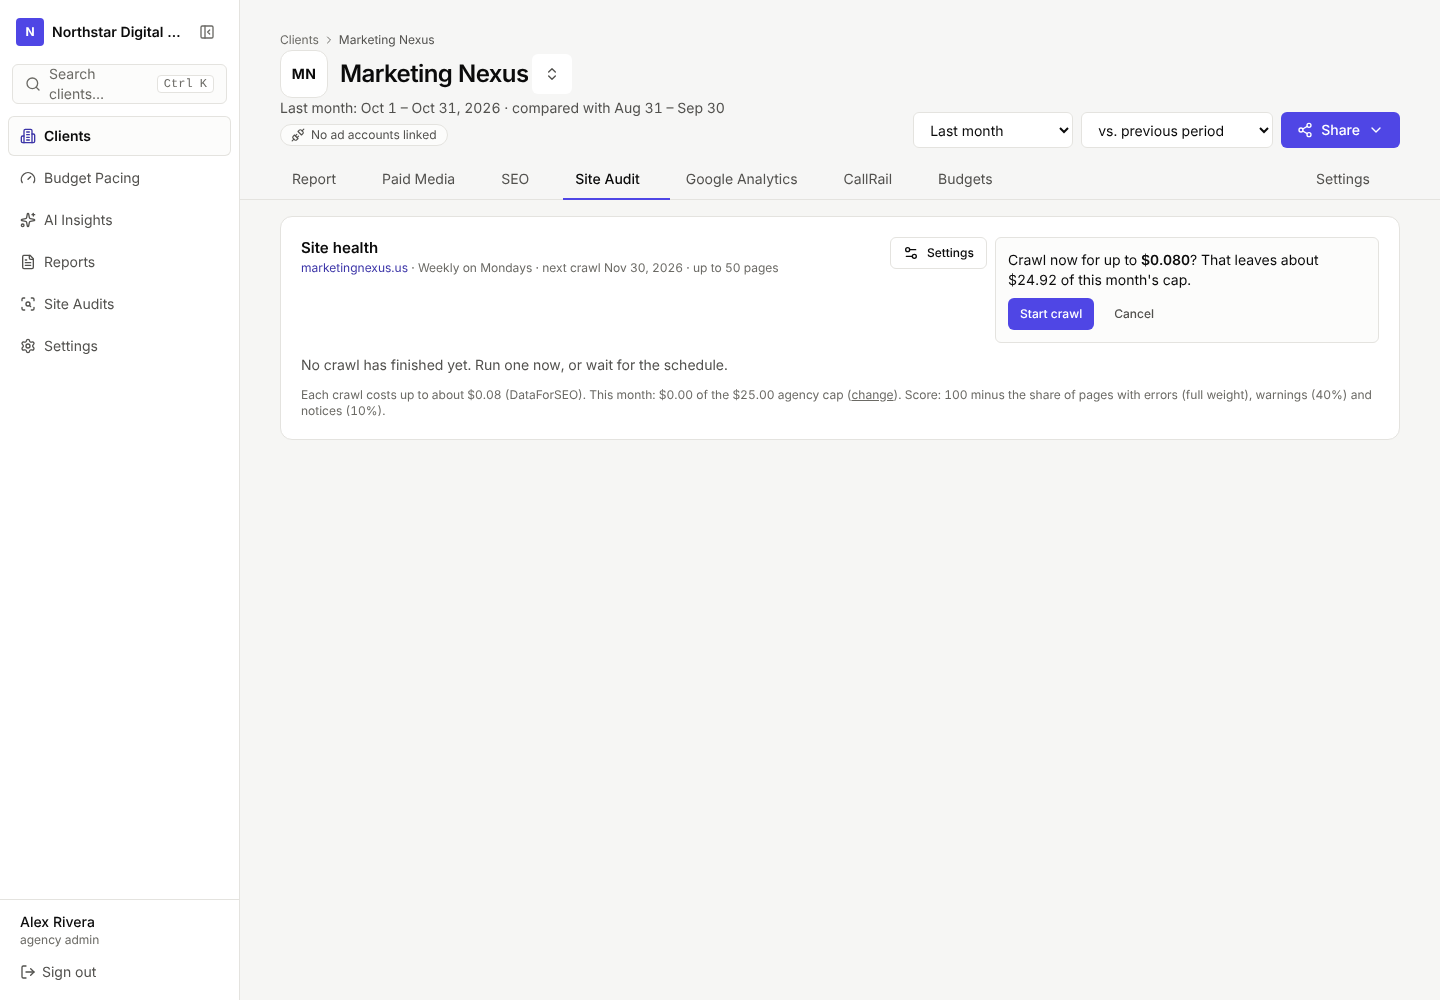 N
Northstar Digital ...
Search clients...
Ctrl K
Clients
Budget Pacing
AI Insights
Reports
Site Audits
Settings
Alex Rivera
agency admin
Sign out
Clients > Marketing Nexus
MN
Marketing Nexus
Last month: Oct 1 – Oct 31, 2026 · compared with Aug 31 – Sep 30
No ad accounts linked
Last month
vs. previous period
Share
Report
Paid Media
SEO
Site Audit
Google Analytics
CallRail
Budgets
Settings
Site health
marketingnexus.us · Weekly on Mondays · next crawl Nov 30, 2026 · up to 50 pages
Settings
Crawl now for up to $0.080? That leaves about
$24.92 of this month's cap.
Start crawl
Cancel
No crawl has finished yet. Run one now, or wait for the schedule.
Each crawl costs up to about $0.08 (DataForSEO). This month: $0.00 of the $25.00 agency cap (change). Score: 100 minus the share of pages with errors (full weight), warnings (40%) and
notices (10%).